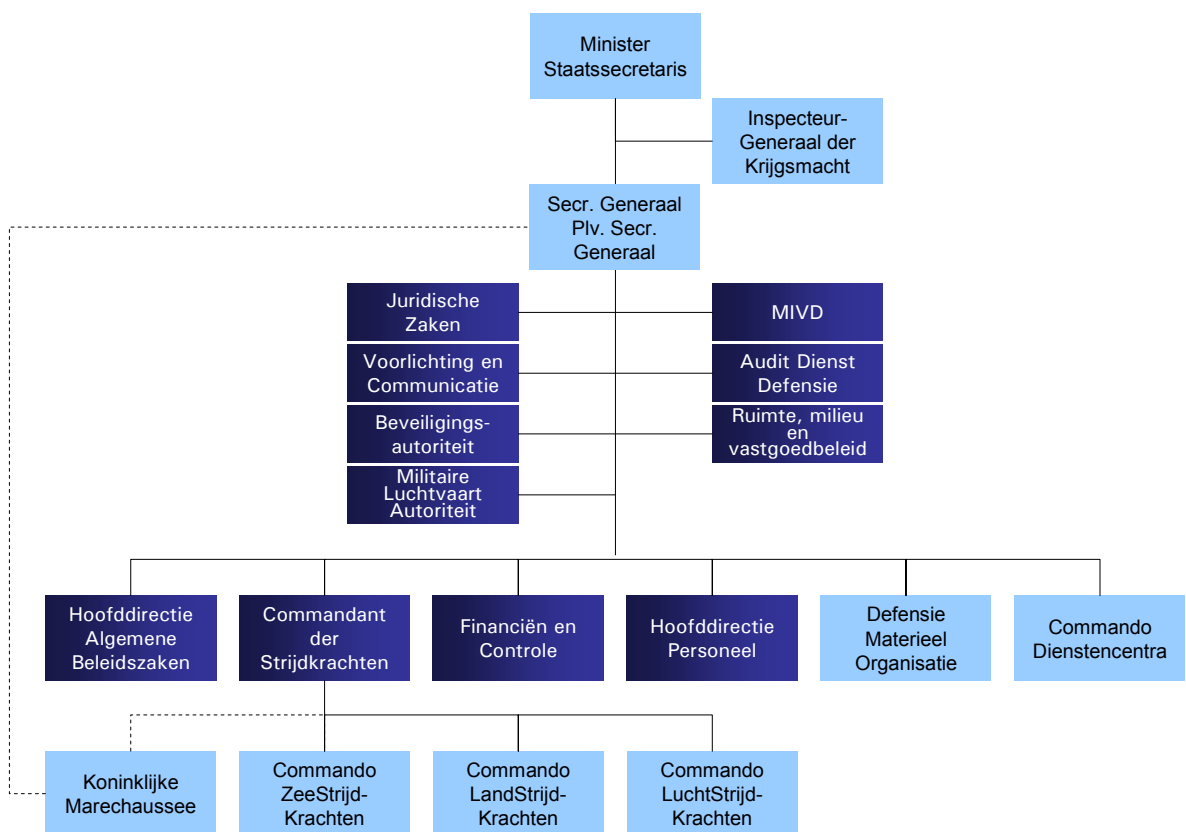 Minister
Staatssecretaris
Inspecteur-
Generaal der
Krijgsmacht
Secr. Generaal
Plv. Secr.
Generaal
Juridische
Zaken
MIVD
Voorlichting en
Communicatie
Audit Dienst
Defensie
Beveiligings-
autoriteit
Ruimte, milieu
en
vastgoedbeleid
Militaire
Luchtvaart
Autoriteit
Hoofddirectie
Algemene
Beleidszaken
Commandant
der
Strijdkrachten
Financiën en
Controle
Hoofddirectie
Personeel
Defensie
Materieel
Organisatie
Commando
Dienstencentra
Koninklijke
Marechaussee
Commando
ZeeStrijd-
Krachten
Commando
LandStrijd-
Krachten
Commando
LuchtStrijd-
Krachten